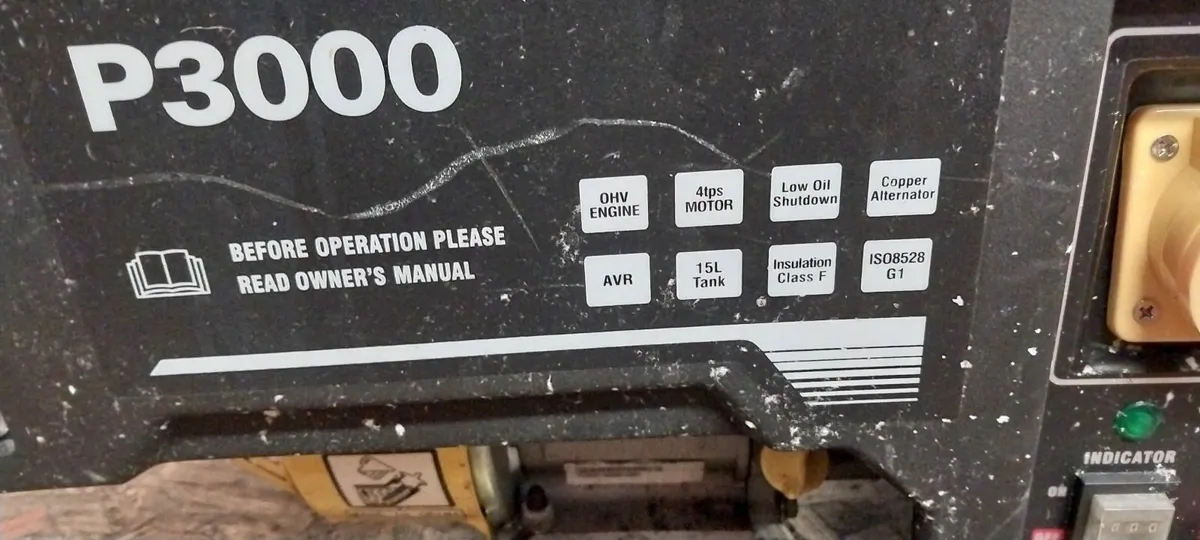 P3000
BEFORE OPERATION PLEASE
READ OWNER'S MANUAL
OHV
ENGINE
4tps
MOTOR
Low Oil
Shutdown
Copper
Alternator
AVR
15L
Tank
Insulation
Class F
ISO8528
G1
INDICATOR
ON